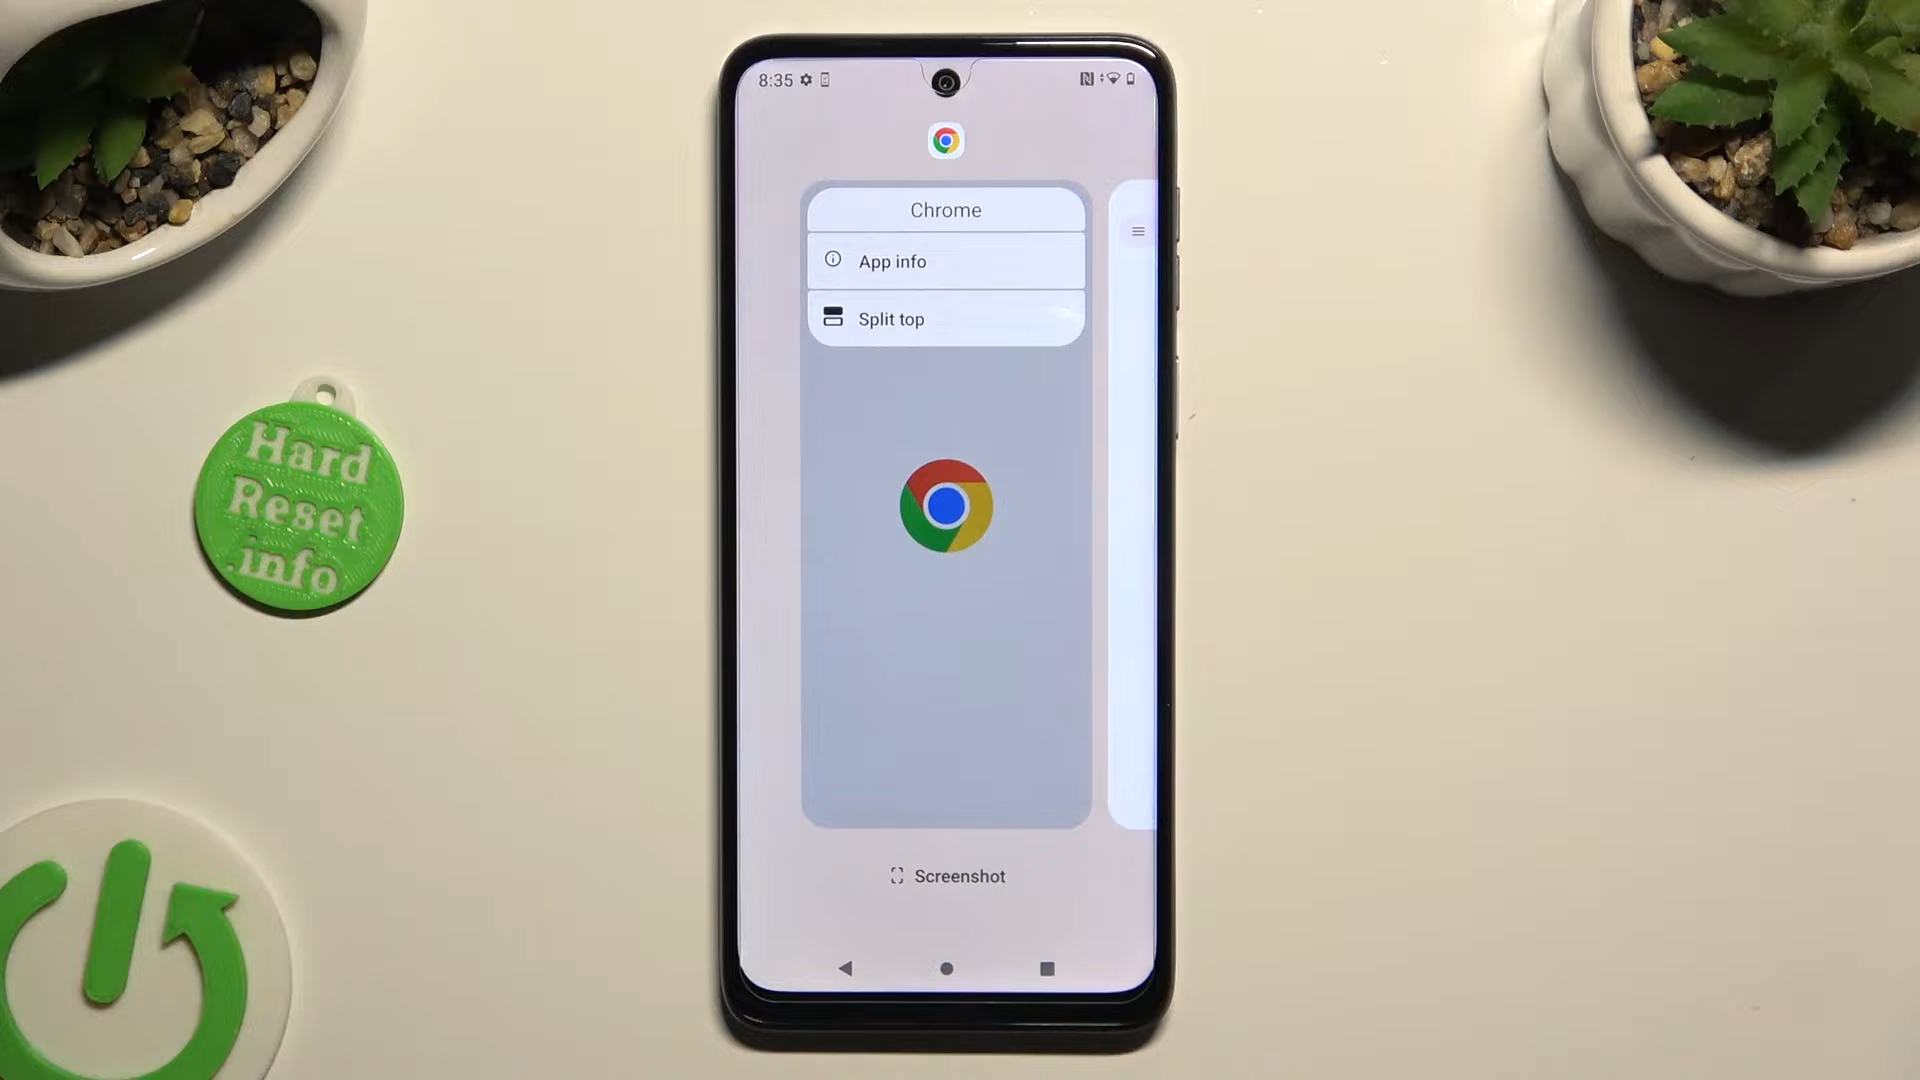 8:35
Chrome
App info
Split top
Screenshot
Hard
Reset
.info